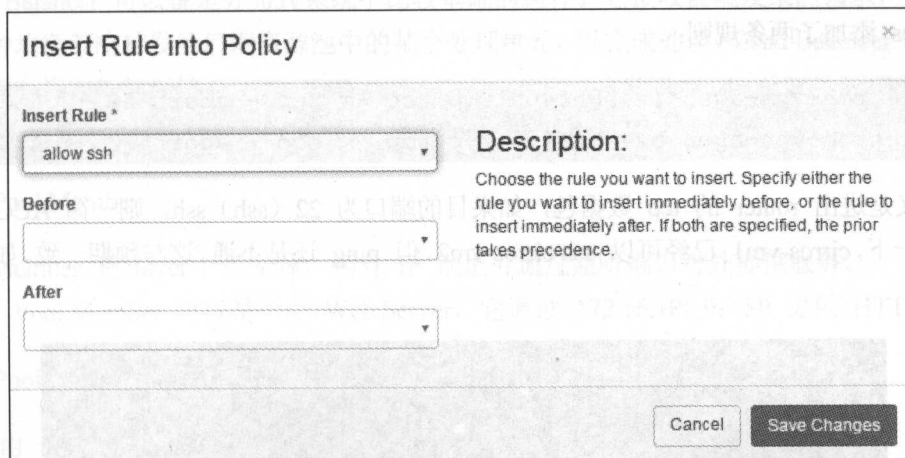 Insert Rule into Policy
×
Insert Rule *
allow ssh
Before
After
Description:
Choose the rule you want to insert. Specify either the
rule you want to insert immediately before, or the rule to
insert immediately after. If both are specified, the prior
takes precedence.
Cancel
Save Changes